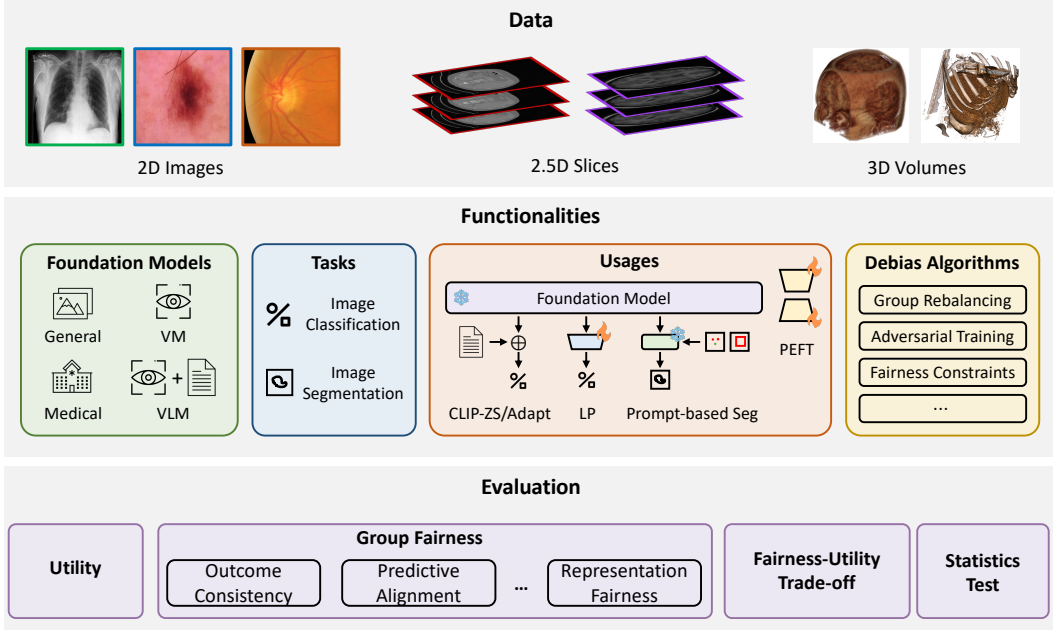 Data
2D Images
2.5D Slices
3D Volumes
Functionalities
Foundation Models
General
VM
Medical
+
VLM
Tasks
Image
Classification
Image
Segmentation
Usages
Foundation Model
CLIP-ZS/Adapt
LP
Prompt-based Seg
PEFT
Debias Algorithms
Group Rebalancing
Adversarial Training
Fairness Constraints
...
Evaluation
Utility
Group Fairness
Outcome
Consistency
Predictive
Alignment
...
Representation
Fairness
Fairness-Utility
Trade-off
Statistics
Test